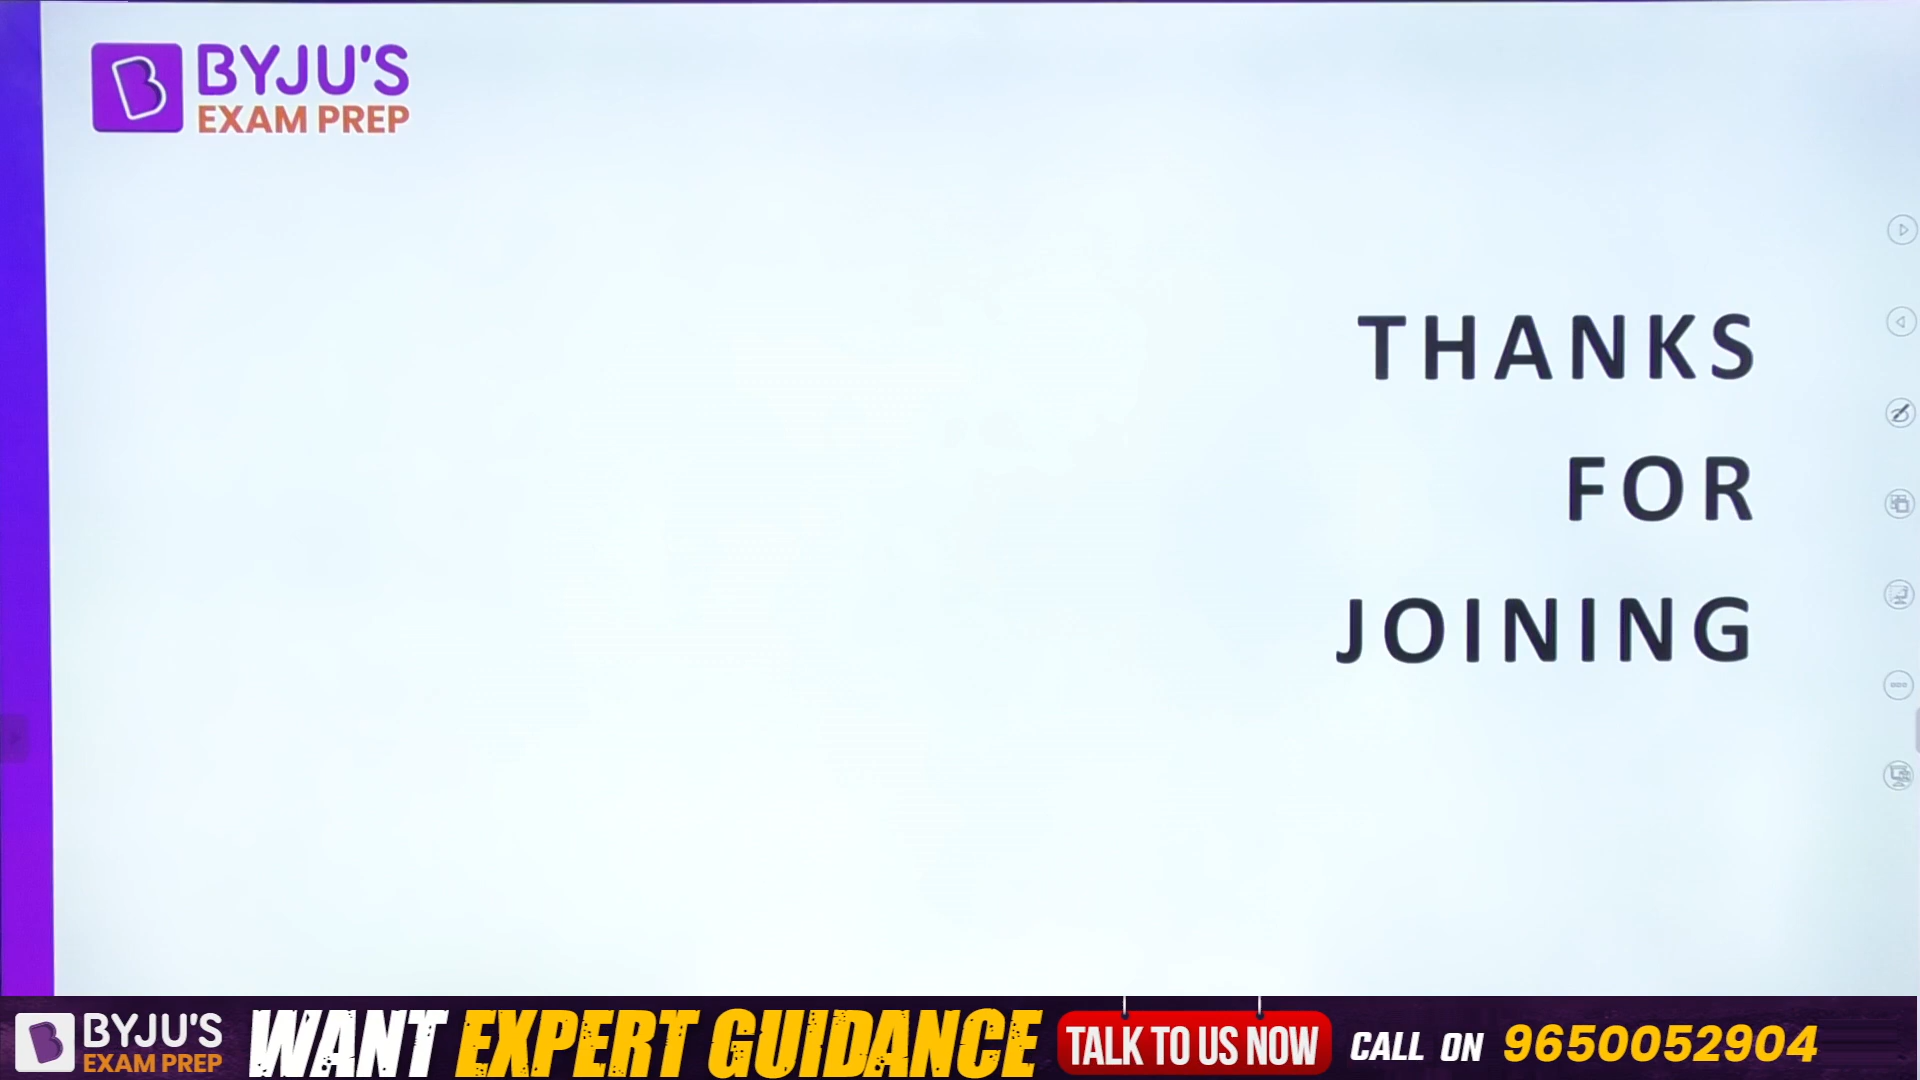 BYJU'S
EXAM PREP
THANKS
FOR
JOINING
BYJU'S
EXAM PREP
WANT EXPERT GUIDANCE TALK TO US NOW CALL ON 9650052904